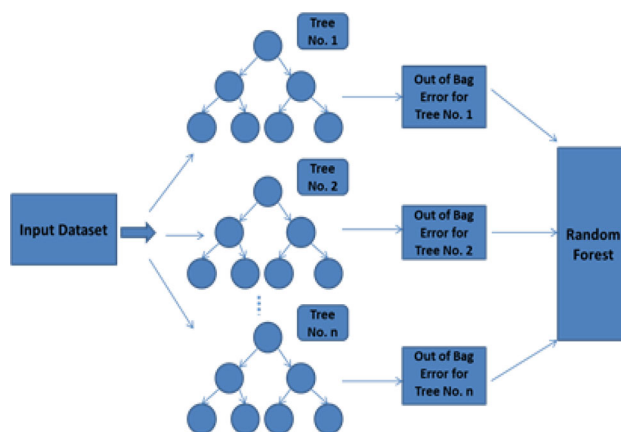 Tree
No. 1
Out of Bag
Error for
Tree No. 1
Input Dataset
Tree
No. 2
Out of Bag
Error for
Tree No. 2
Random
Forest
Tree
No. n
Out of Bag
Error for
Tree No. n